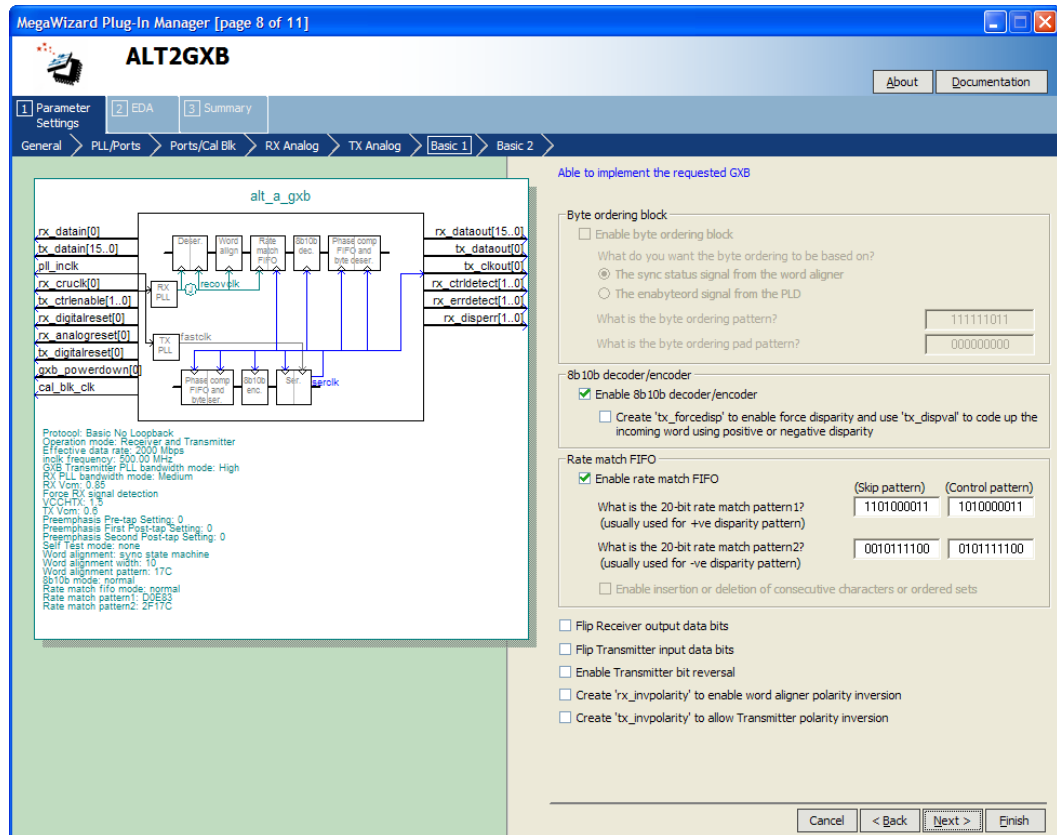 MegaWizard Plug-In Manager [page 8 of 11]
ALT2GXB
About
Documentation
1 Parameter Settings
2 EDA
3 Summary
General
PLL/Ports
Ports/Cal Blk
RX Analog
TX Analog
Basic 1
Basic 2
alt_a_gxb
rx_datain[0]
tx_datain[15..0]
pll_inclk
rx_cruclk[0]
tx_ctrlenable[1..0]
rx_digitalreset[0]
rx_analogreset[0]
tx_digitalreset[0]
gxb_powerdown[0]
cal_blk_clk
Deser.
Word align
Rate match FIFO
8b10b dec.
Phase comp FIFO and byte deser.
RX PLL
recovclk
TX PLL
fastclk
Phase comp FIFO and byte ser.
8b10b enc.
Ser.
serclk
rx_dataout[15..0]
tx_dataout[0]
tx_clkout[0]
rx_ctrldetect[1..0]
rx_errdetect[1..0]
rx_disperr[1..0]
Protocol: Basic No Loopback
Operation mode: Receiver and Transmitter
Effective data rate: 2000 Mbps
inclk frequency: 500.00 MHz
GXB Transmitter PLL bandwidth mode: High
RX PLL bandwidth mode: Medium
RX Vcm: 0.85
Force RX signal detection
VCCHTX: 1.5
TX Vcm: 0.6
Preemphasis Pre-tap Setting: 0
Preemphasis First Post-tap Setting: 0
Preemphasis Second Post-tap Setting: 0
Self Test mode: none
Word alignment: sync state machine
Word alignment width: 10
Word alignment pattern: 17C
8b10b mode: normal
Rate match fifo mode: normal
Rate match pattern1: D0E83
Rate match pattern2: 2F17C
Able to implement the requested GXB
Byte ordering block
Enable byte ordering block
What do you want the byte ordering to be based on?
The sync status signal from the word aligner
The enabyteord signal from the PLD
What is the byte ordering pattern?
111111011
What is the byte ordering pad pattern?
000000000
8b10b decoder/encoder
Enable 8b10b decoder/encoder
Create 'tx_forcedisp' to enable force disparity and use 'tx_dispval' to code up the
incoming word using positive or negative disparity
Rate match FIFO
Enable rate match FIFO
(Skip pattern) (Control pattern)
What is the 20-bit rate match pattern1? 1101000011 1010000011
(usually used for +ve disparity pattern)
What is the 20-bit rate match pattern2? 0010111100 0101111100
(usually used for -ve disparity pattern)
Enable insertion or deletion of consecutive characters or ordered sets
Flip Receiver output data bits
Flip Transmitter input data bits
Enable Transmitter bit reversal
Create 'rx_invpolarity' to enable word aligner polarity inversion
Create 'tx_invpolarity' to allow Transmitter polarity inversion
Cancel
< Back
Next >
Finish